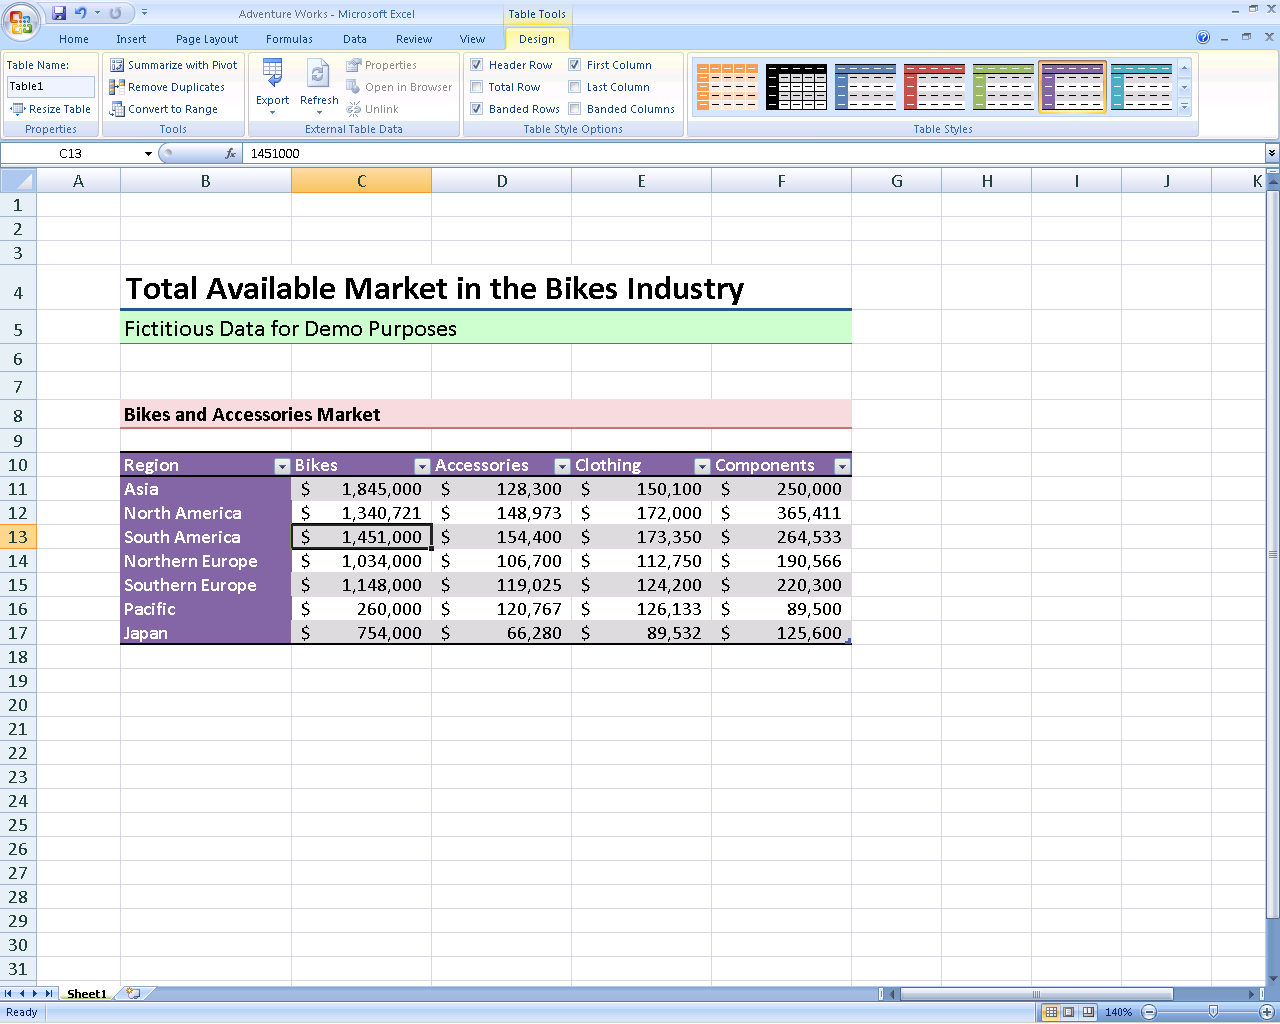 Adventure Works - Microsoft Excel
Table Tools
Home Insert Page Layout Formulas Data Review View Design
Table Name: Summarize with Pivot Properties Header Row First Column
Table1 Remove Duplicates Export Refresh Open in Browser Total Row Last Column
Resize Table Convert to Range Unlink Banded Rows Banded Columns
Properties Tools External Table Data Table Style Options Table Styles
C13 fx 1451000
A B C D E F G H I J K
1
2
3
4 Total Available Market in the Bikes Industry
5 Fictitious Data for Demo Purposes
6
7
8 Bikes and Accessories Market
9
10 Region Bikes Accessories Clothing Components
11 Asia $ 1,845,000 $ 128,300 $ 150,100 $ 250,000
12 North America $ 1,340,721 $ 148,973 $ 172,000 $ 365,411
13 South America $ 1,451,000 $ 154,400 $ 173,350 $ 264,533
14 Northern Europe $ 1,034,000 $ 106,700 $ 112,750 $ 190,566
15 Southern Europe $ 1,148,000 $ 119,025 $ 124,200 $ 220,300
16 Pacific $ 260,000 $ 120,767 $ 126,133 $ 89,500
17 Japan $ 754,000 $ 66,280 $ 89,532 $ 125,600
18
19
20
21
22
23
24
25
26
27
28
29
30
31
Sheet1
Ready 140%